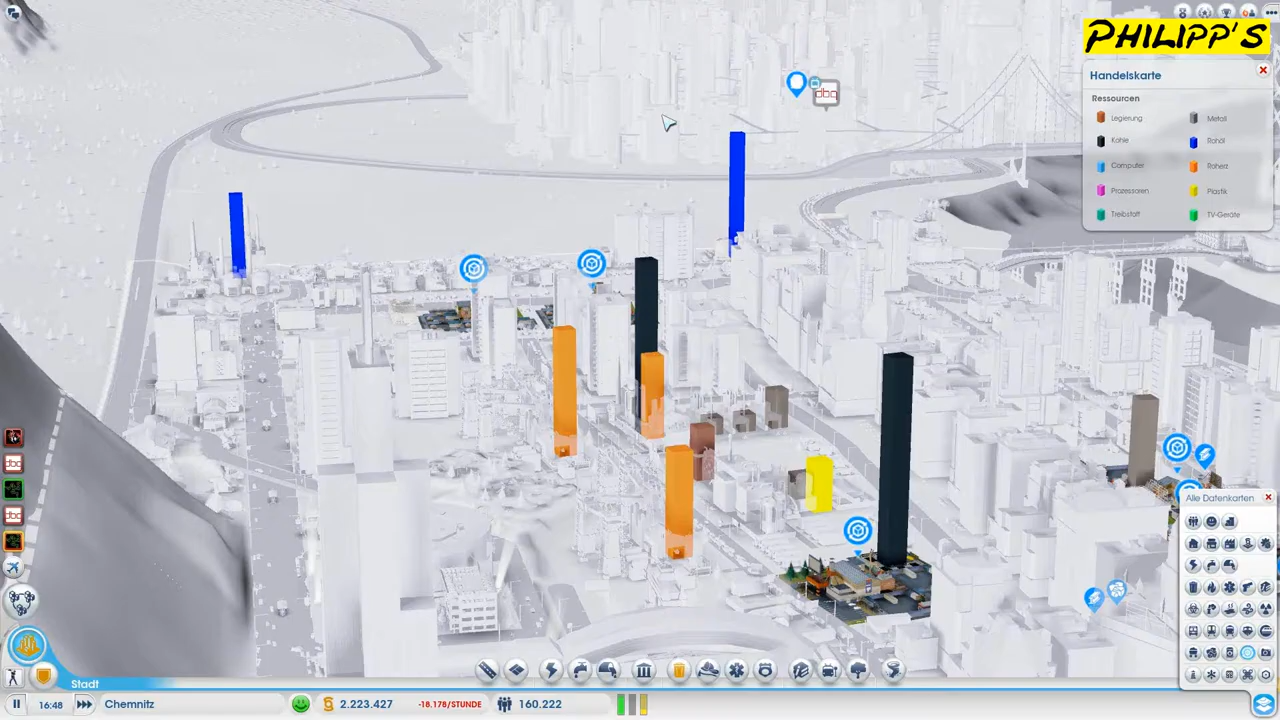 PHILIPP'S
Handelskarte
Ressourcen
Legierung
Metall
Kohle
Rohöl
Computer
Roherz
Prozessoren
Plastik
Treibstoff
TV-Geräte
dbq
Alle Datenkarten
Stadt
16:48
Chemnitz
2.223.427
-18.178/STUNDE
160.222